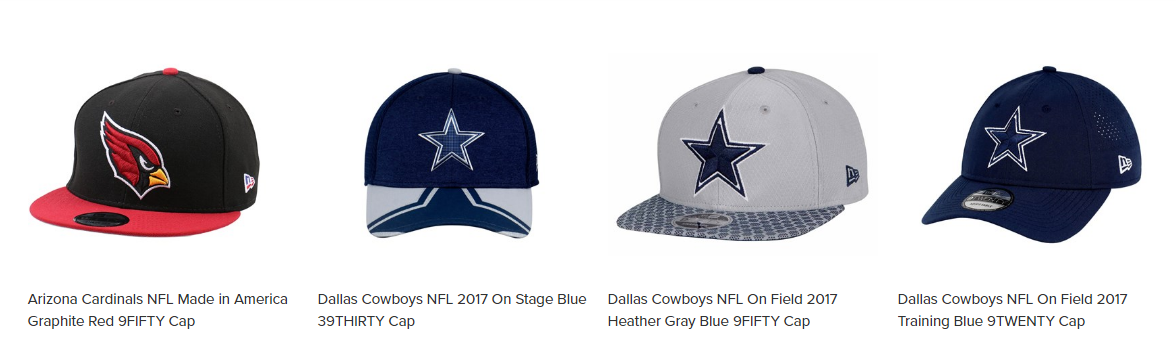 Arizona Cardinals NFL Made in America
Graphite Red 9FIFTY Cap
Dallas Cowboys NFL 2017 On Stage Blue
39THIRTY Cap
Dallas Cowboys NFL On Field 2017
Heather Gray Blue 9FIFTY Cap
Dallas Cowboys NFL On Field 2017
Training Blue 9TWENTY Cap